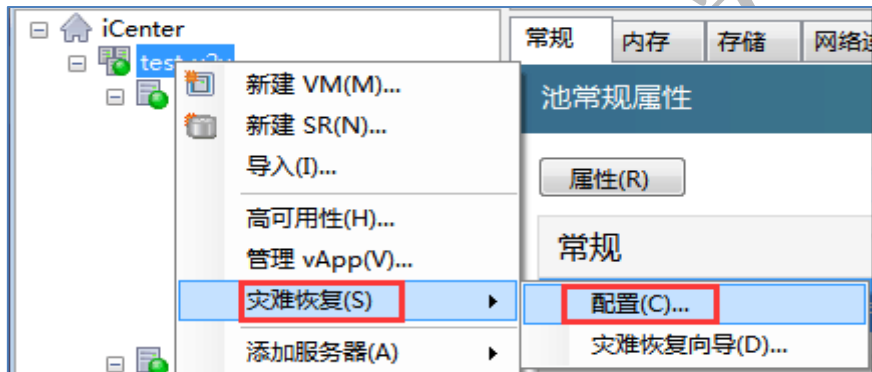 iCenter
常规 内存 存储 网络
新建 VM(M)...
新建 SR(N)...
导入(I)...
高可用性(H)...
管理 vApp(V)...
灾难恢复(S)
添加服务器(A)
池常规属性
属性(R)
常规
配置(C)...
灾难恢复向导(D)...